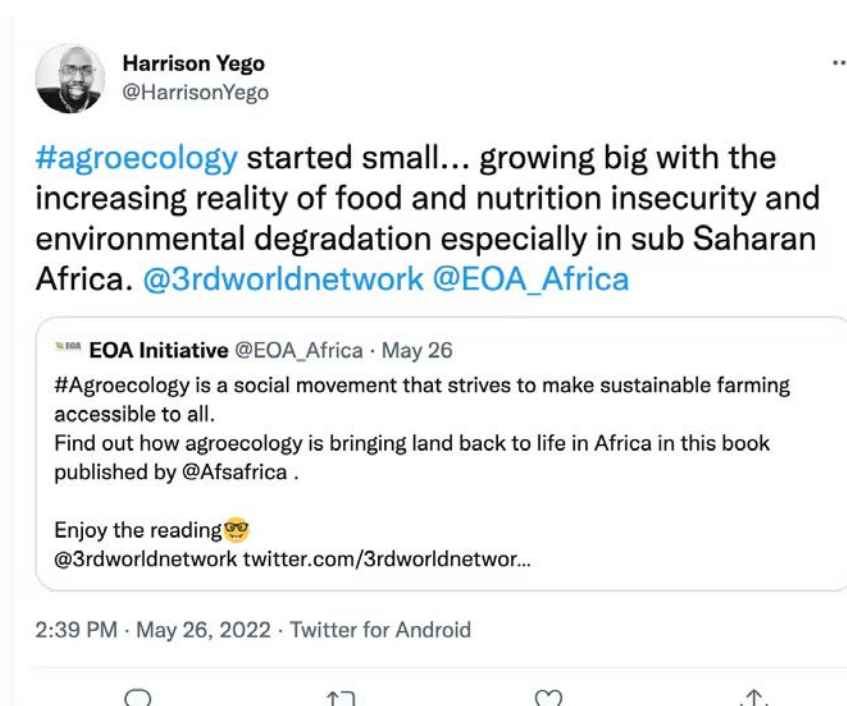 Harrison Yego
@HarrisonYego
#agroecology started small... growing big with the
increasing reality of food and nutrition insecurity and
environmental degradation especially in sub Saharan
Africa. @3rdworldnetwork @EOA_Africa
EOA EOA Initiative @EOA_Africa · May 26
#Agroecology is a social movement that strives to make sustainable farming
accessible to all.
Find out how agroecology is bringing land back to life in Africa in this book
published by @Afsafrica .
Enjoy the reading🤓
@3rdworldnetwork twitter.com/3rdworldnetwor...
2:39 PM · May 26, 2022 · Twitter for Android